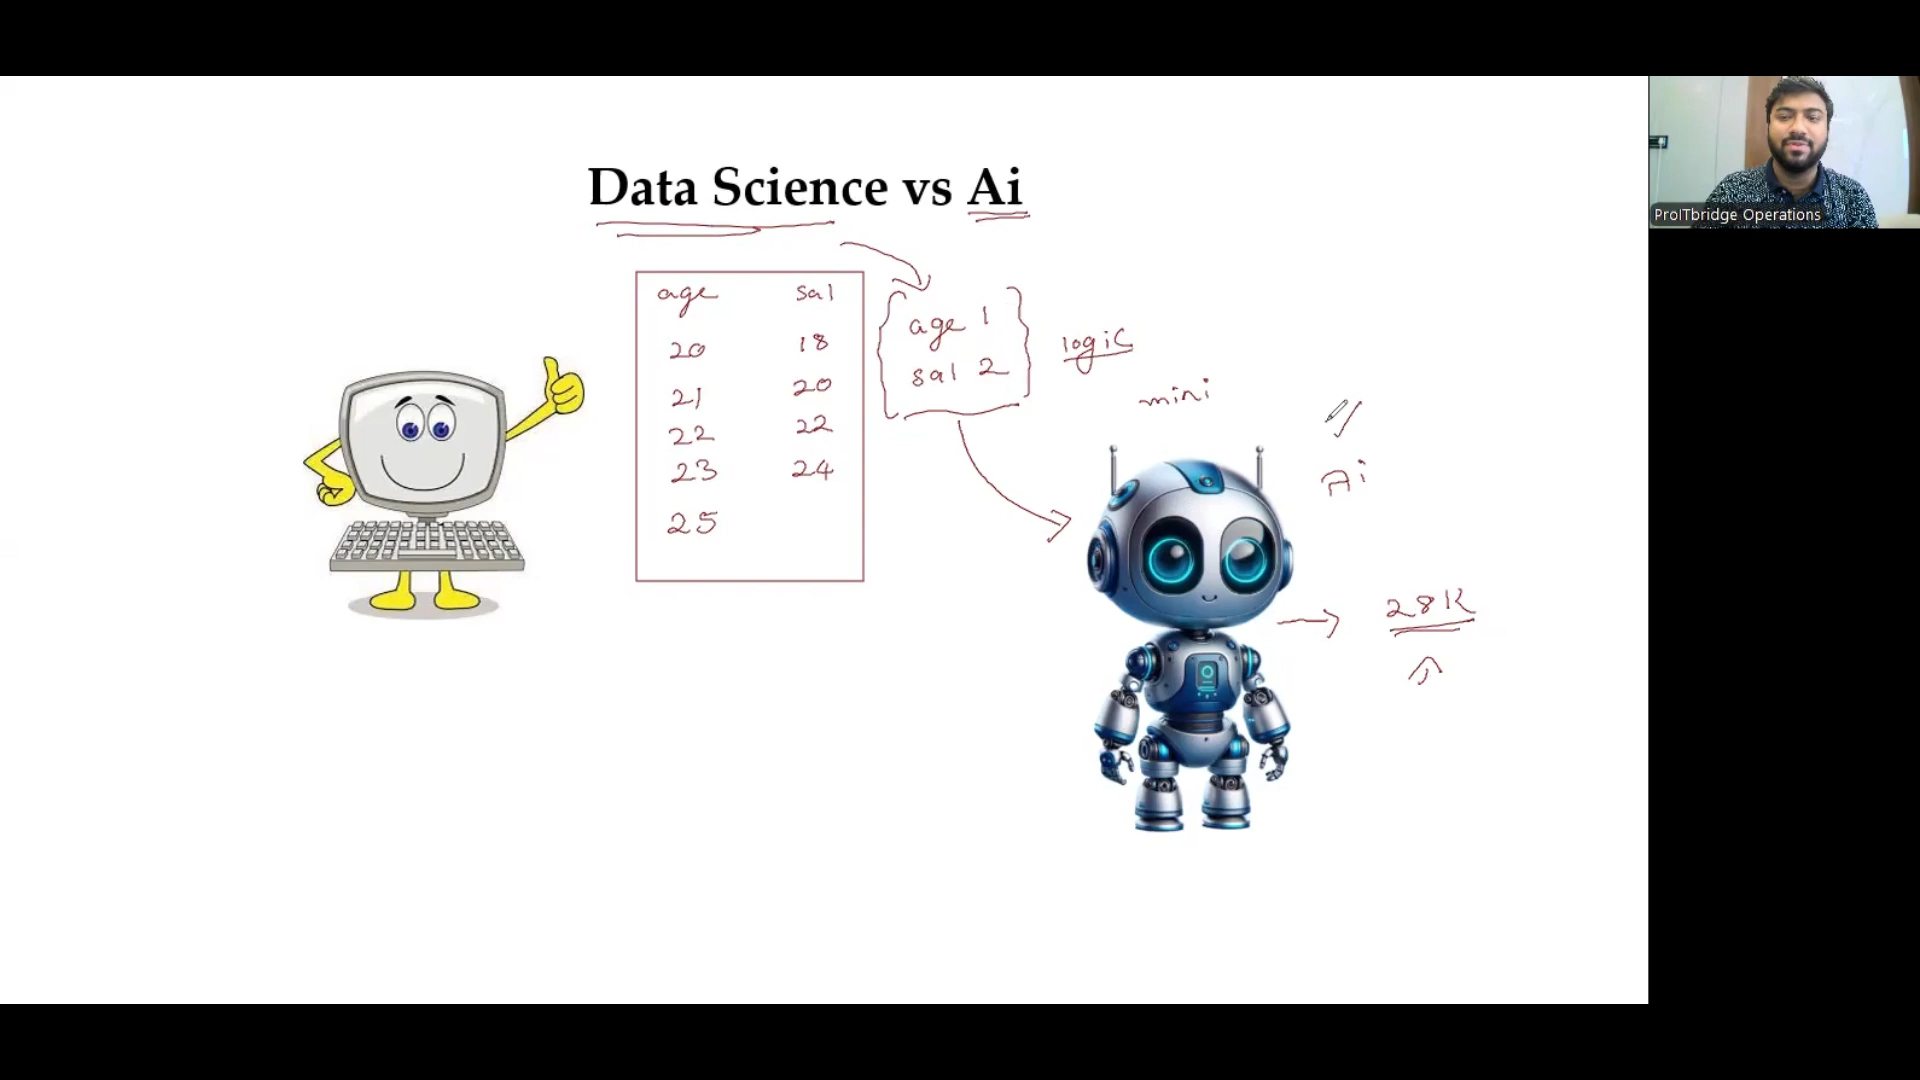 Data Science vs Ai
age sal
20 18
21 20
22 22
23 24
25
age 1
sal 2
logic
mini
Ai
28K
ProITbridge Operations